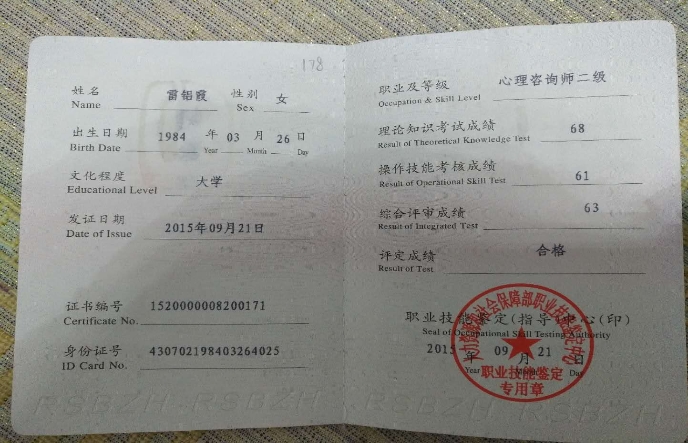 178
姓名 雷铝霞 性别 女
Name Sex
出生日期 1984 年 03 月 26 日
Birth Date Year Month Day
文化程度 大学
Educational Level
发证日期 2015年09月21日
Date of Issue
证书编号 1520000008200171
Certificate No.
身份证号 430702198403264025
ID Card No.
职业及等级 心理咨询师二级
Occupation & Skill Level
理论知识考试成绩 68
Result of Theoretical Knowledge Test
操作技能考核成绩 61
Result of Operational Skill Test
综合评审成绩 63
Result of Integrated Test
评定成绩 合格
Result of Test
职业技能鉴定(指导)中心(印)
Seal of Occupational Skill Testing Authority
2015 年 09 月 21 日
Year Month Day
职业技能鉴定
专用章